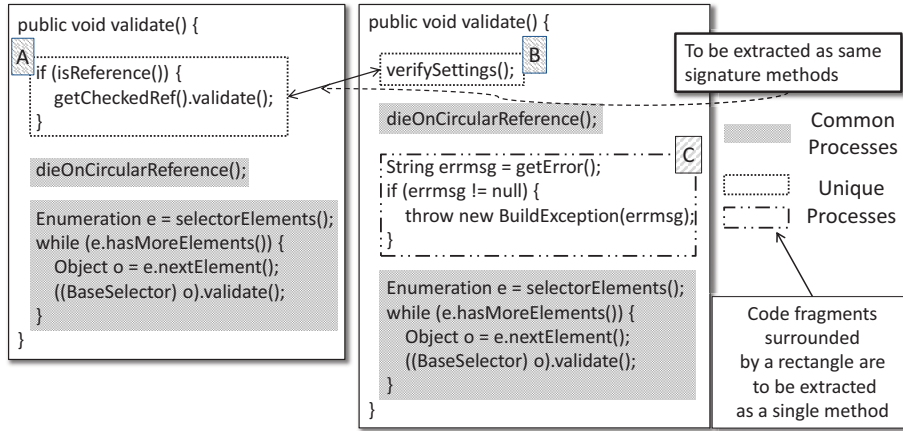 public void validate() {
A
if (isReference()) {
getCheckedRef().validate();
}
dieOnCircularReference();
Enumeration e = selectorElements();
while (e.hasMoreElements()) {
Object o = e.nextElement();
((BaseSelector) o).validate();
}
}
public void validate() {
B
verifySettings();
dieOnCircularReference();
C
String errmsg = getError();
if (errmsg != null) {
throw new BuildException(errmsg);
}
Enumeration e = selectorElements();
while (e.hasMoreElements()) {
Object o = e.nextElement();
((BaseSelector) o).validate();
}
}
To be extracted as same
signature methods
Common
Processes
Unique
Processes
Code fragments
surrounded
by a rectangle are
to be extracted
as a single method